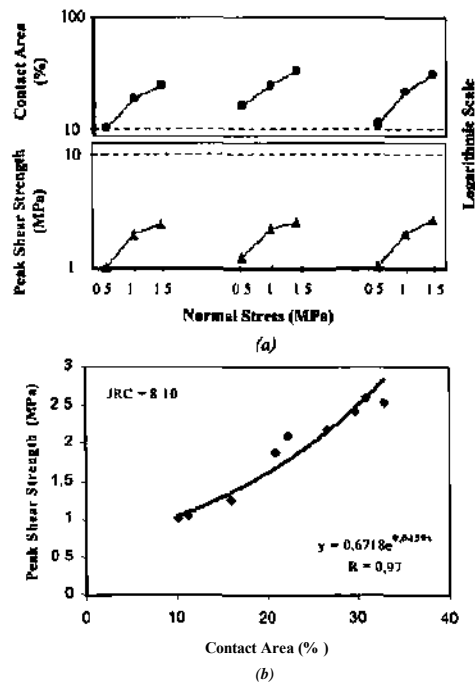 100
Contact Area
(%)
10
10
Peak Shear Strength
(MPa)
1
Logarithmic Scale
0 5 1 1 5 0.5 1 1 5 0.5 1 1 5
Normal Stress (MPa)
(a)
3
2 5
2
1,5
1
0 5
0
Peak Shear Strength (MPa)
JRC = 8 10
y = 0,6718e
R = 0,97
0 10 20 30 40
Contact Area (% )
(b)